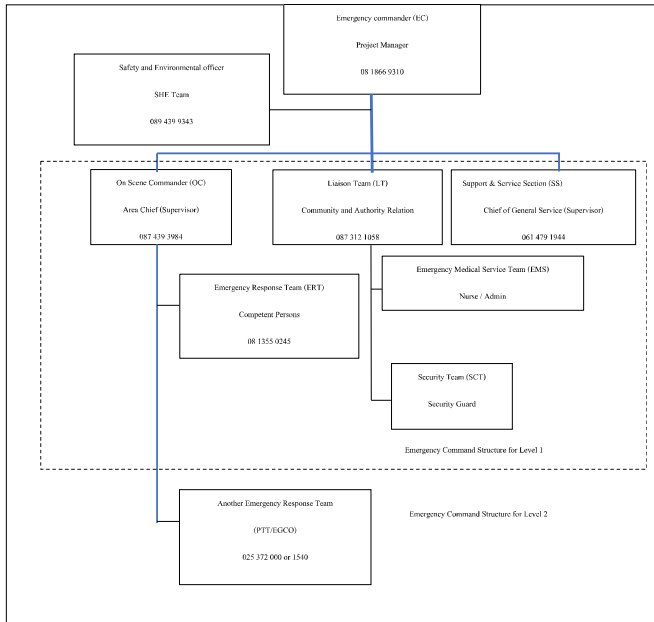 Emergency commander (EC)
Project Manager
08 1866 9310
Safety and Environmental officer
SHE Team
089 439 9343
On Scene Commander (OC)
Area Chief (Supervisor)
087 439 3984
Liaison Team (LT)
Community and Authority Relation
087 312 1058
Support & Service Section (SS)
Chief of General Service (Supervisor)
061 479 1944
Emergency Medical Service Team (EMS)
Nurse / Admin
Emergency Response Team (ERT)
Competent Persons
08 1355 0245
Security Team (SCT)
Security Guard
Emergency Command Structure for Level 1
Another Emergency Response Team
(PTT/EGCO)
025 372 000 or 1540
Emergency Command Structure for Level 2